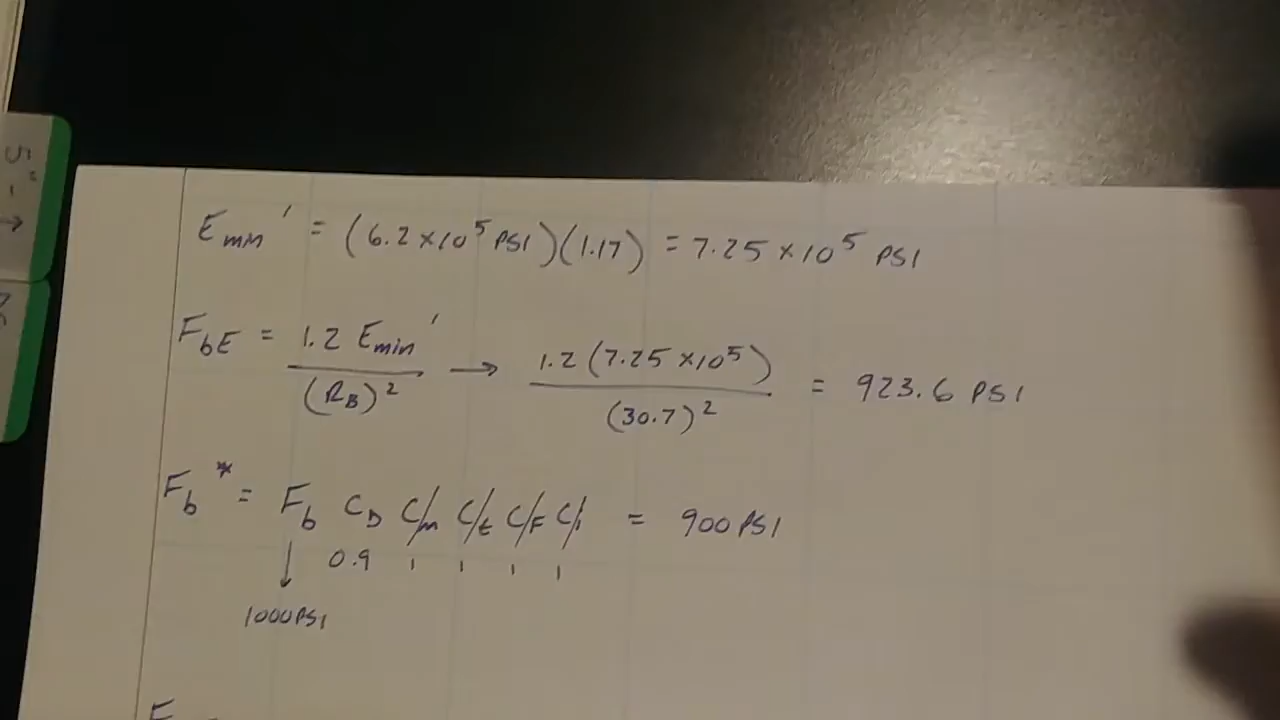 5" - →
E_min' = (6.2×10^5 PSI)(1.17) = 7.25×10^5 PSI
F_bE = 1.2 E_min' / (R_B)^2 → 1.2(7.25×10^5) / (30.7)^2 = 923.6 PSI
F_b* = F_b C_D C_m C_t C_F C_i = 900 PSI
0.9 1 1 1 1
↓
1000 PSI